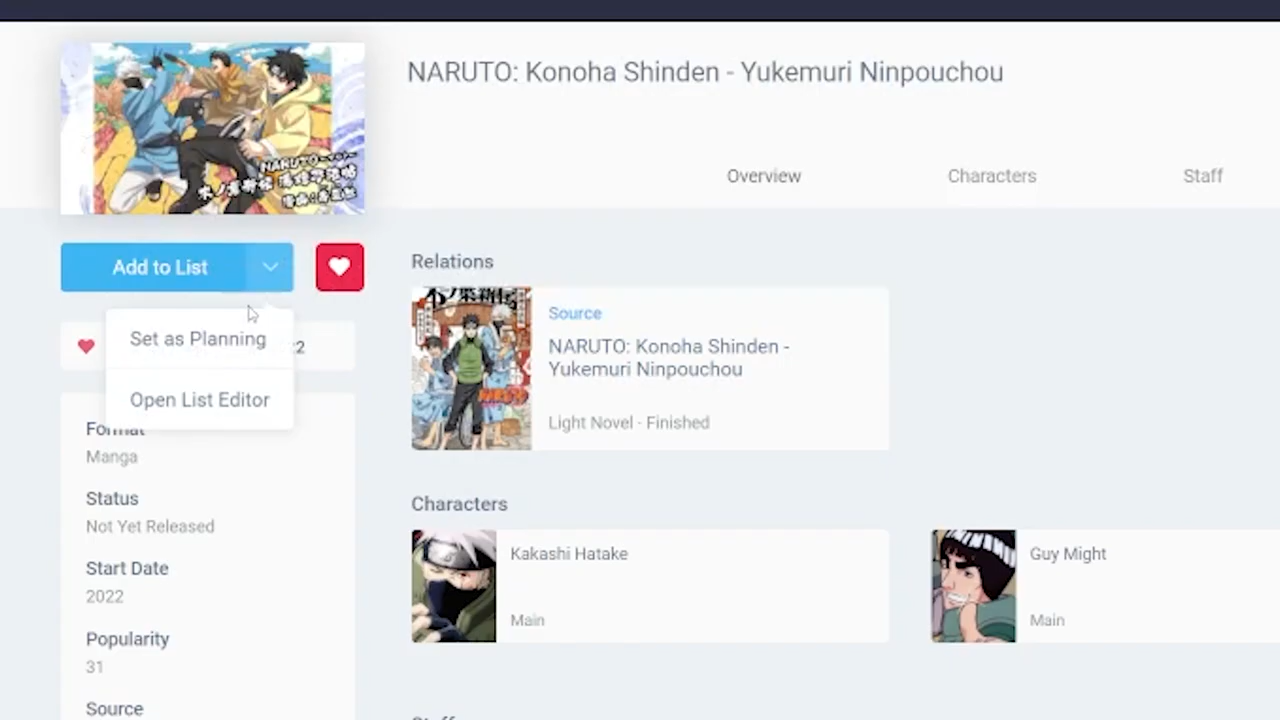 NARUTO: Konoha Shinden - Yukemuri Ninpouchou
Overview
Characters
Staff
Add to List
Set as Planning
Open List Editor
Format
Manga
Status
Not Yet Released
Start Date
2022
Popularity
31
Source
Relations
Source
NARUTO: Konoha Shinden -
Yukemuri Ninpouchou
Light Novel · Finished
Characters
Kakashi Hatake
Main
Guy Might
Main